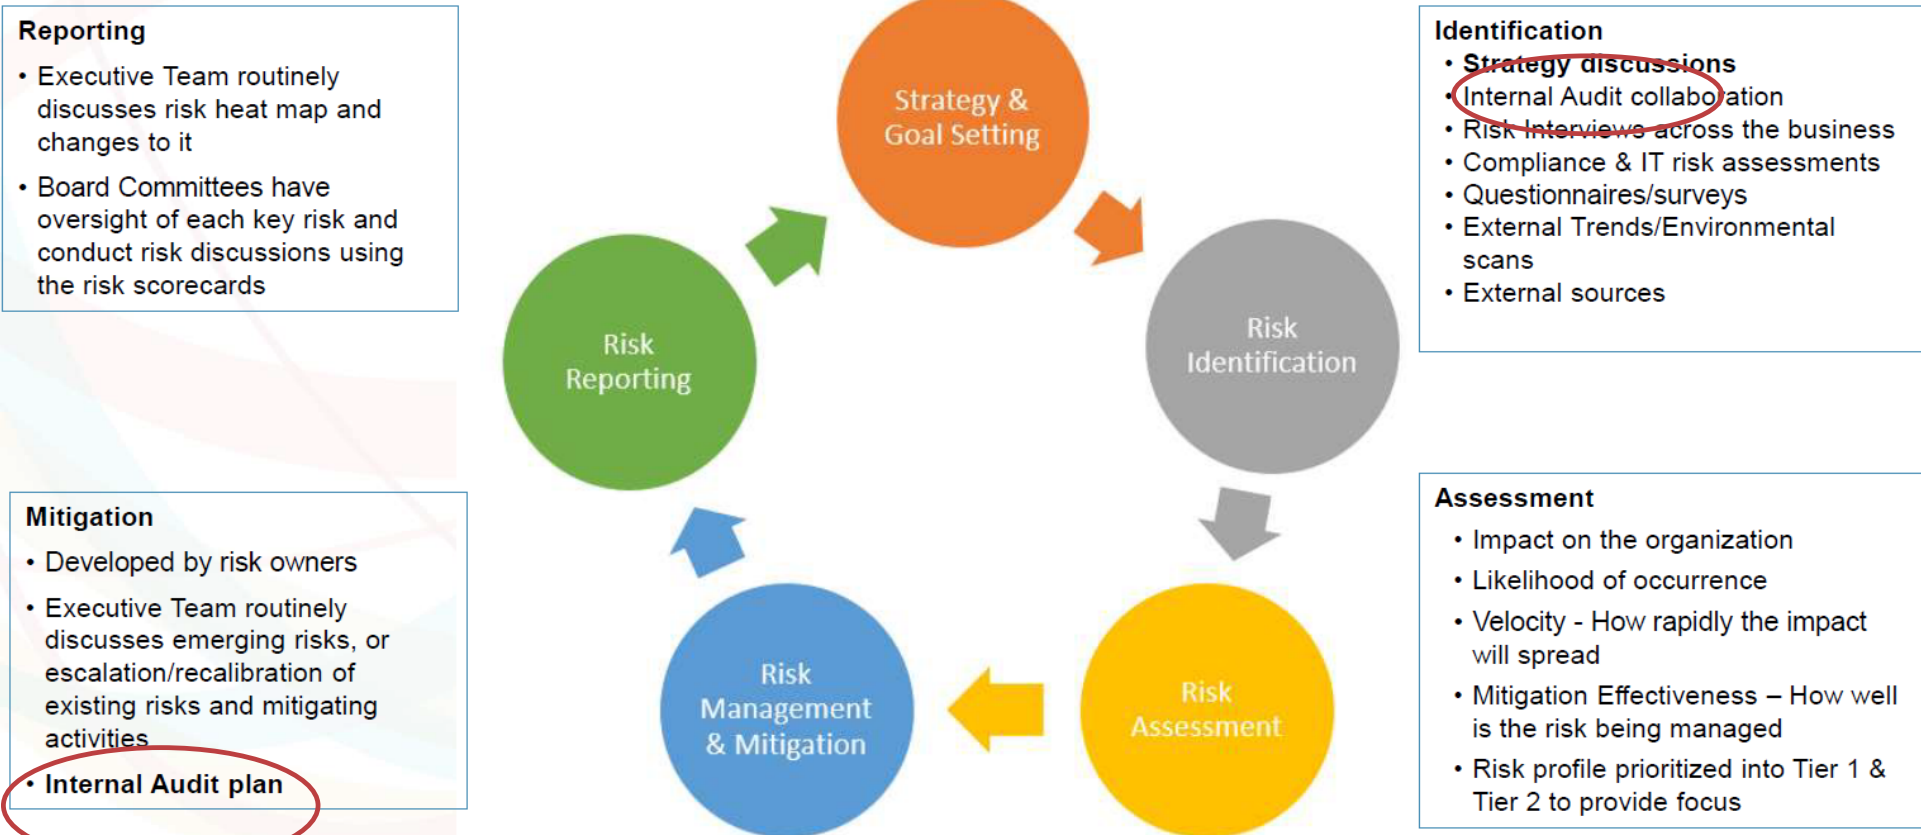 Reporting
• Executive Team routinely
discusses risk heat map and
changes to it
• Board Committees have
oversight of each key risk and
conduct risk discussions using
the risk scorecards
Strategy &
Goal Setting
Identification
• Strategy discussions
• Internal Audit collaboration
• Risk Interviews across the business
• Compliance & IT risk assessments
• Questionnaires/surveys
• External Trends/Environmental
scans
• External sources
Risk
Identification
Risk
Reporting
Mitigation
• Developed by risk owners
• Executive Team routinely
discusses emerging risks, or
escalation/recalibration of
existing risks and mitigating
activities
• Internal Audit plan
Risk
Management
& Mitigation
Risk
Assessment
Assessment
• Impact on the organization
• Likelihood of occurrence
• Velocity - How rapidly the impact
will spread
• Mitigation Effectiveness – How well
is the risk being managed
• Risk profile prioritized into Tier 1 &
Tier 2 to provide focus